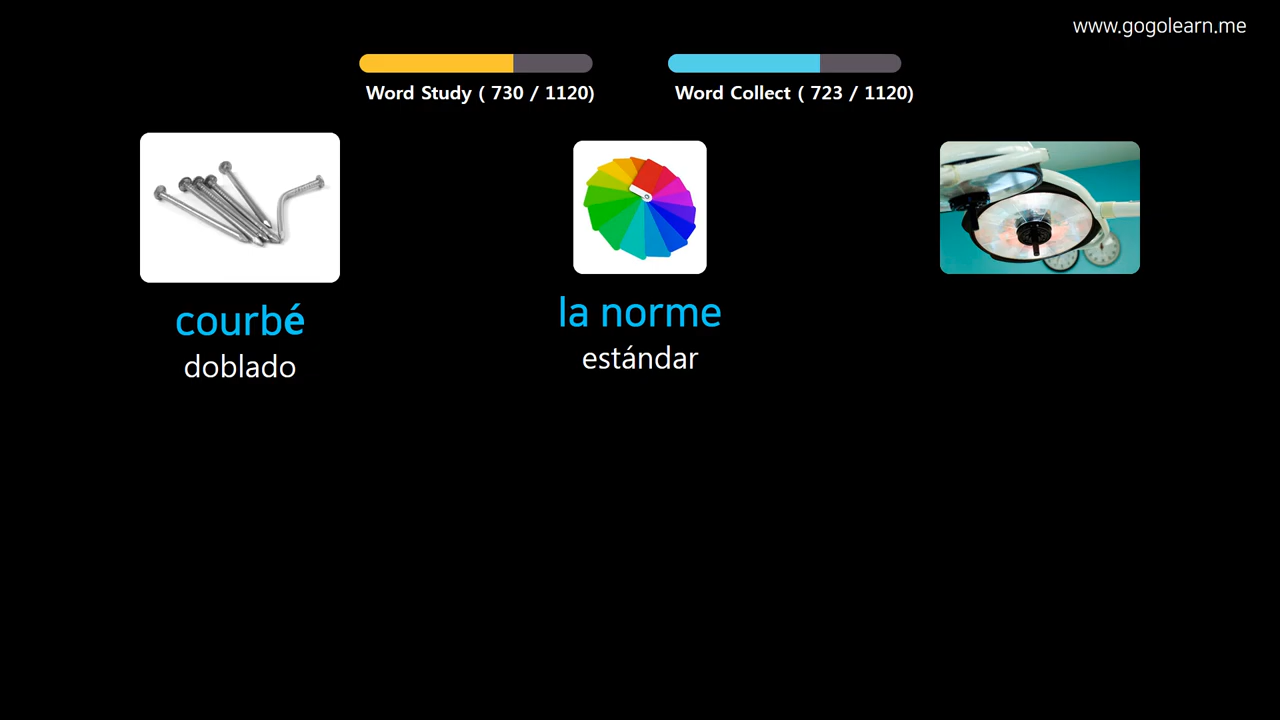 www.gogolearn.me
Word Study ( 730 / 1120)
Word Collect ( 723 / 1120)
courbé
doblado
la norme
estándar